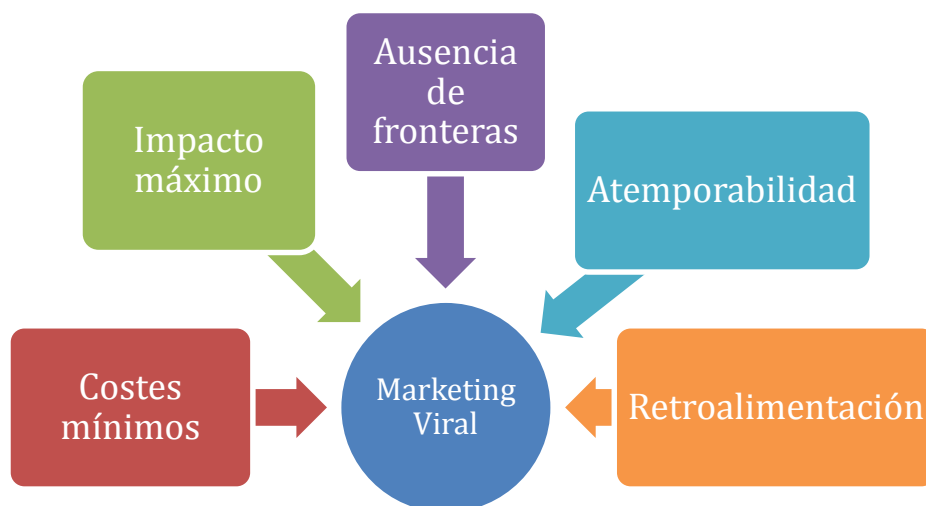 Ausencia
de
fronteras
Impacto
máximo
Atemporabilidad
Costes
mínimos
Marketing
Viral
Retroalimentación